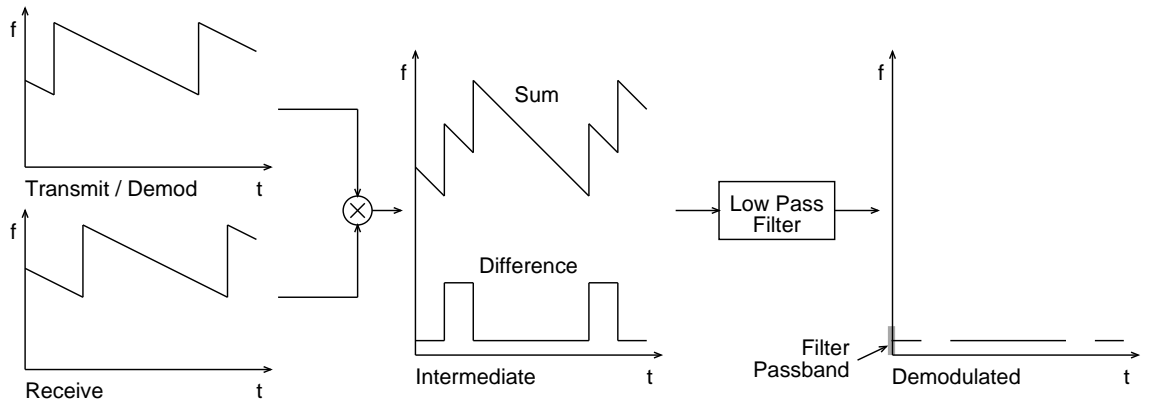 f
Transmit / Demod
t
f
Receive
t
f
Sum
Difference
Intermediate
t
Low Pass
Filter
f
Filter
Passband
Demodulated
t